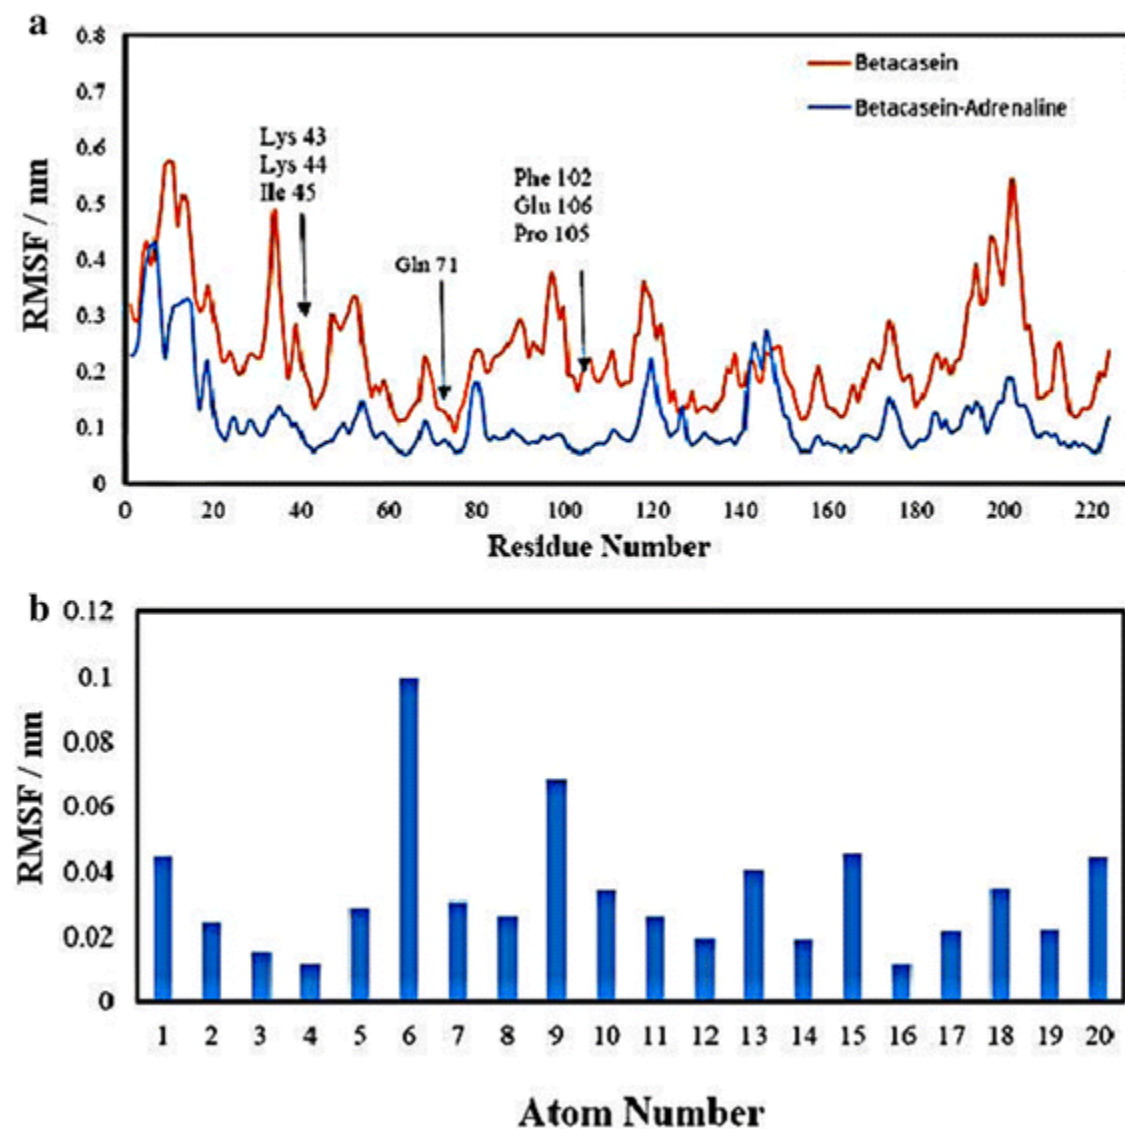 a
0.8
0.7
0.6
0.5
0.4
0.3
0.2
0.1
0
RMSF / nm
Betacasein
Betacasein-Adrenaline
Lys 43
Lys 44
Ile 45
Gln 71
Phe 102
Glu 106
Pro 105
0 20 40 60 80 100 120 140 160 180 200 220
Residue Number
b
0.12
0.1
0.08
0.06
0.04
0.02
0
RMSF / nm
1 2 3 4 5 6 7 8 9 10 11 12 13 14 15 16 17 18 19 20
Atom Number